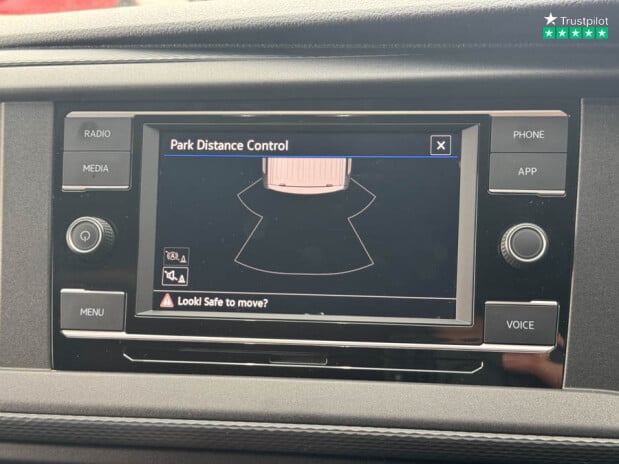 Trustpilot
RADIO
MEDIA
MENU
Park Distance Control
Look! Safe to move?
PHONE
APP
VOICE